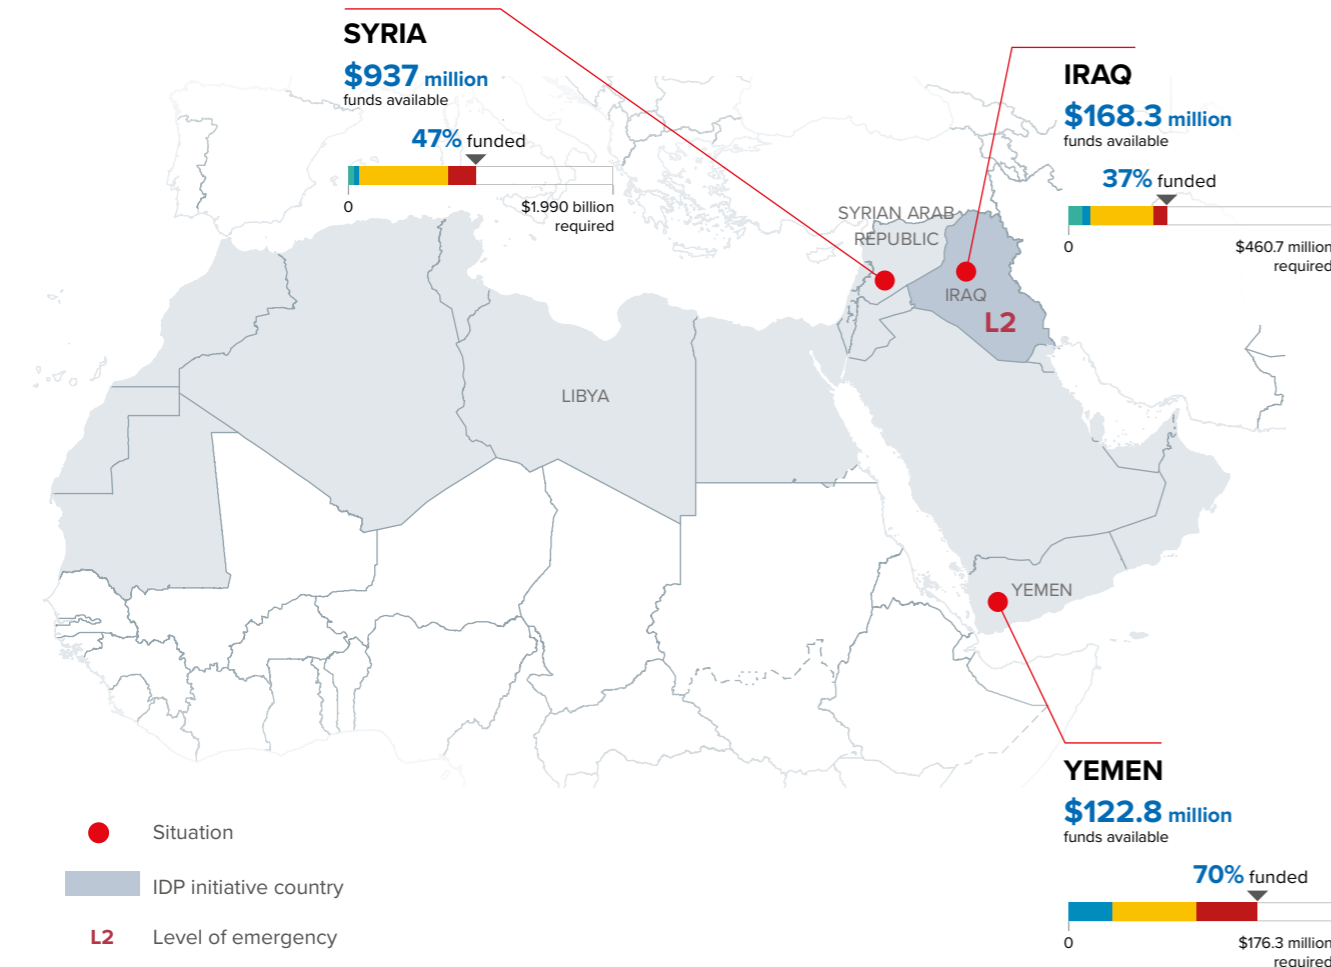 SYRIA
$937 million
funds available
47% funded
0
$1.990 billion
required
IRAQ
$168.3 million
funds available
37% funded
0
$460.7 million
required
SYRIAN ARAB
REPUBLIC
IRAQ
L2
LIBYA
YEMEN
YEMEN
$122.8 million
funds available
70% funded
0
$176.3 million
required
Situation
IDP initiative country
L2 Level of emergency